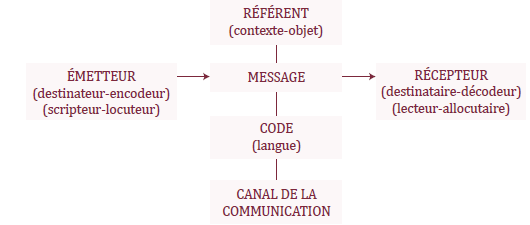 RÉFÉRENT
(contexte-objet)
ÉMETTEUR
(destinateur-encodeur)
(scripteur-locuteur)
MESSAGE
RÉCEPTEUR
(destinataire-décodeur)
(lecteur-allocutaire)
CODE
(langue)
CANAL DE LA
COMMUNICATION